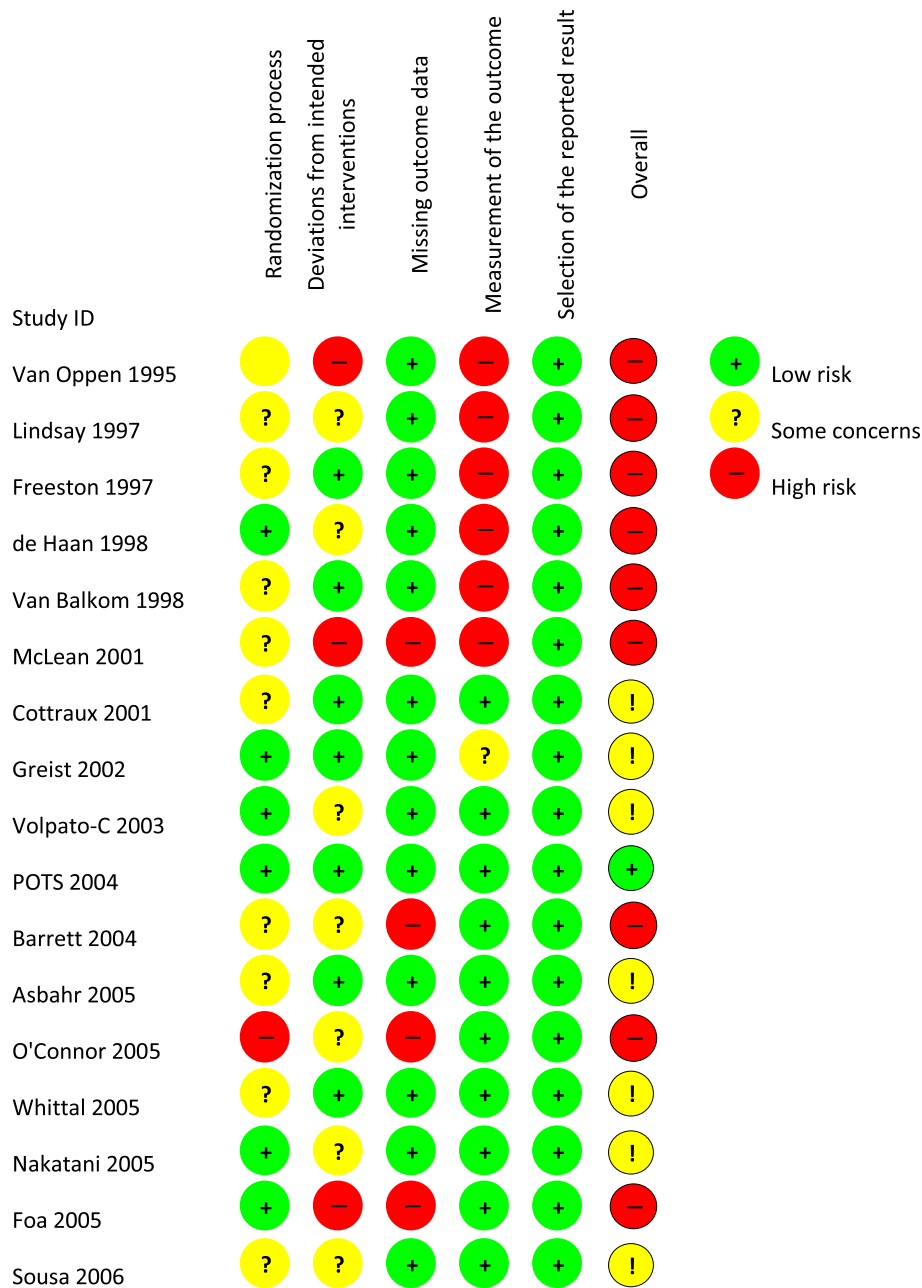 Randomization process
Deviations from intended
interventions
Missing outcome data
Measurement of the outcome
Selection of the reported result
Overall
Study ID
Van Oppen 1995 − + − + − + Low risk
Lindsay 1997 ? ? + − + − ? Some concerns
Freeston 1997 ? + + − + − − High risk
de Haan 1998 + ? + − + −
Van Balkom 1998 ? + + − + −
McLean 2001 ? − − − + −
Cottraux 2001 ? + + + + !
Greist 2002 + + + ? + !
Volpato-C 2003 + ? + + + !
POTS 2004 + + + + + +
Barrett 2004 ? ? − + + −
Asbahr 2005 ? + + + + !
O'Connor 2005 − ? − + + −
Whittal 2005 ? + + + + !
Nakatani 2005 + ? + + + !
Foa 2005 + − − + + −
Sousa 2006 ? ? + + + !